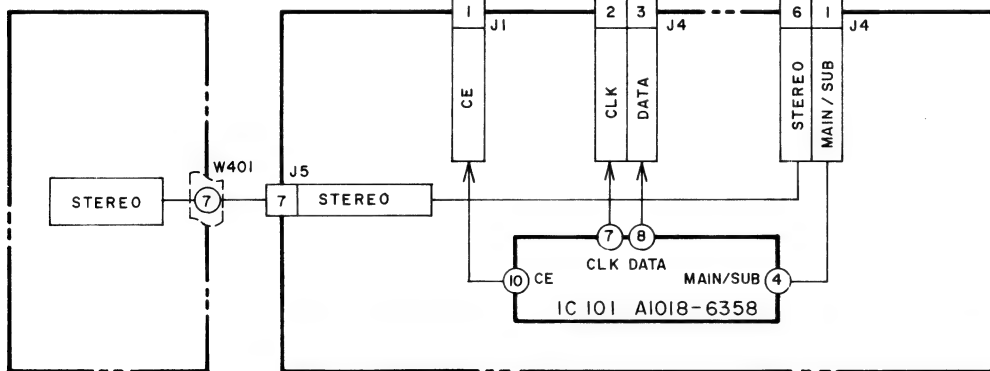 1
2 3
6 1
J1
J4
J4
CE
CLK
DATA
STEREO
MAIN/SUB
W401
J5
STEREO
7
7
STEREO
7 8
CLK DATA
10
CE
MAIN/SUB
4
IC 101 A1018-6358